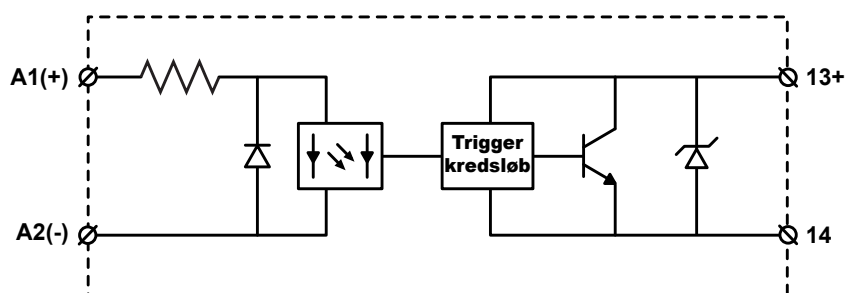 A1(+)
13+
Trigger
kredsløb
A2(-)
14